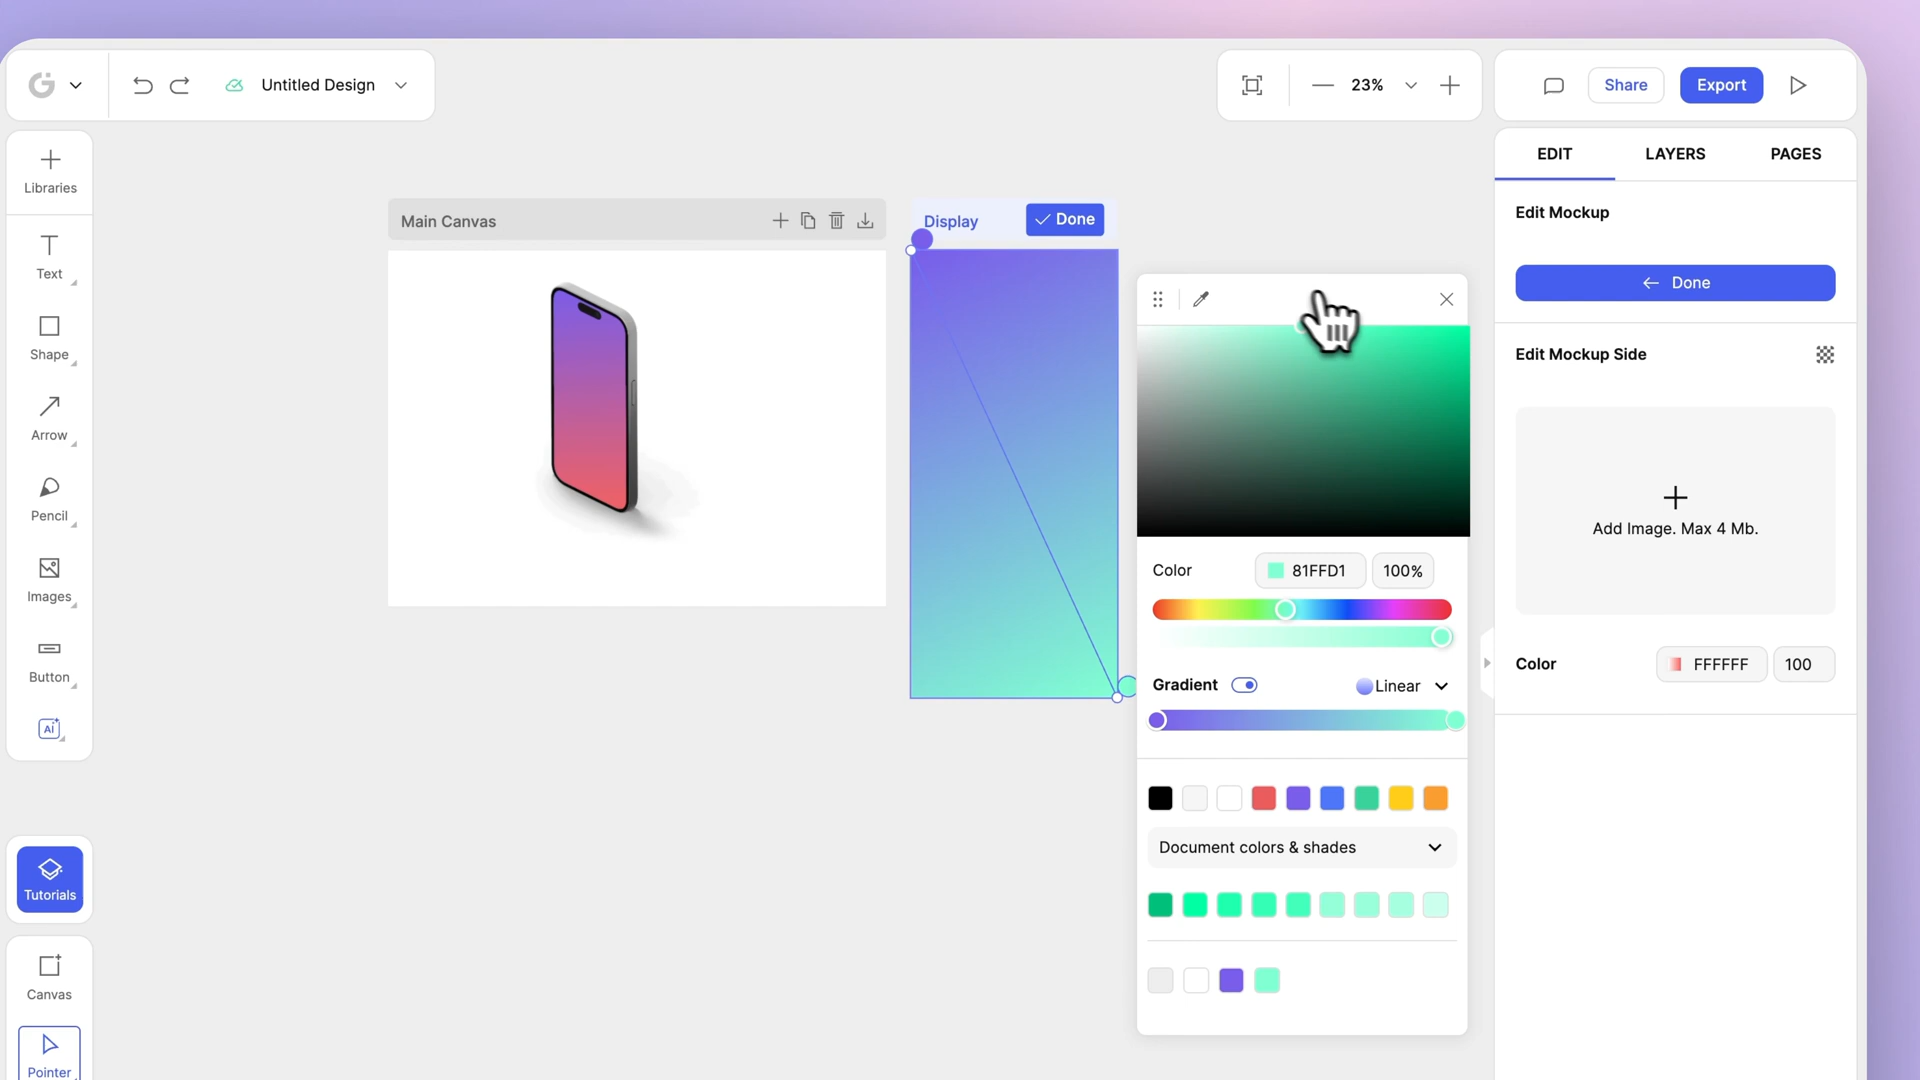 Untitled Design
23%
Share
Export
Libraries
Text
Shape
Arrow
Pencil
Images
Button
Ai
Tutorials
Canvas
Pointer
Main Canvas
Display
Done
Color
81FFD1
100%
Gradient
Linear
Document colors & shades
EDIT
LAYERS
PAGES
Edit Mockup
Done
Edit Mockup Side
Add Image. Max 4 Mb.
Color
FFFFFF
100